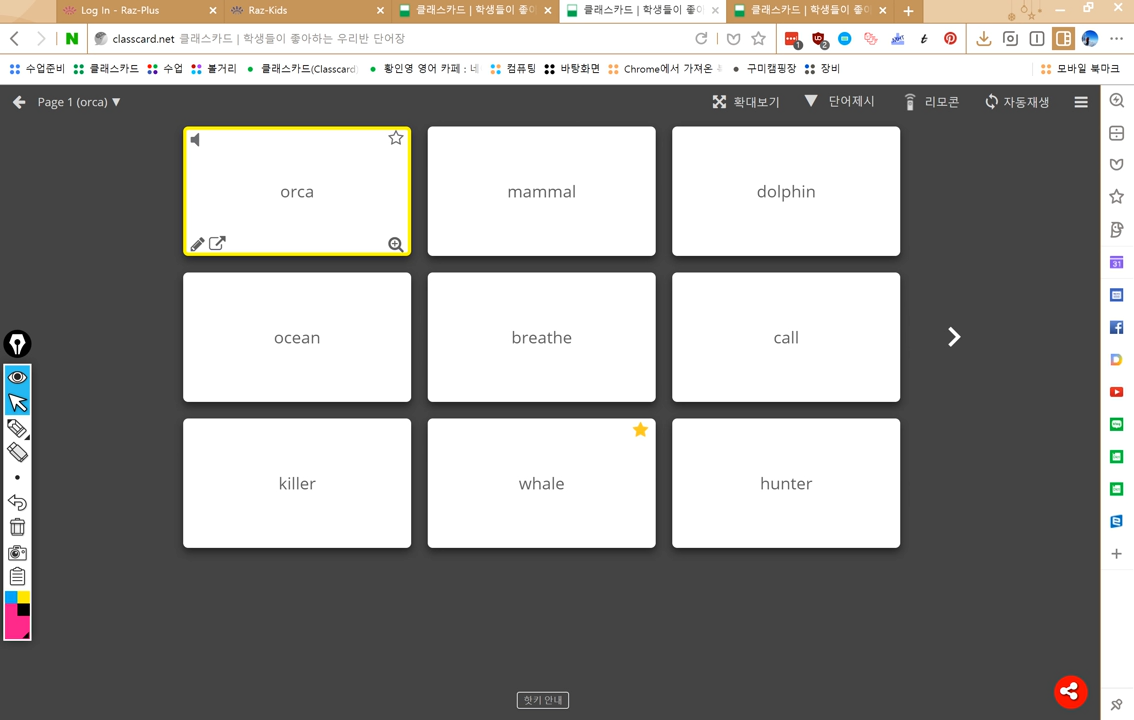 Log In - Raz-Plus
Raz-Kids
클래스카드 | 학생들이 좋아
클래스카드 | 학생들이 좋아
클래스카드 | 학생들이 좋아
classcard.net 클래스카드 | 학생들이 좋아하는 우리반 단어장
1
2
수업준비 클래스카드 수업 볼거리 클래스카드(Classcard 황인영 영어 카페 ; 네 컴퓨팅 바탕화면 Chrome에서 가져온 구미캠핑장 장비 모바일 북마크
Page 1 (orca) ▼ 확대보기 단어제시 리모콘 자동재생
orca
mammal
dolphin
ocean
breathe
call
killer
whale
hunter
핫키 안내
31